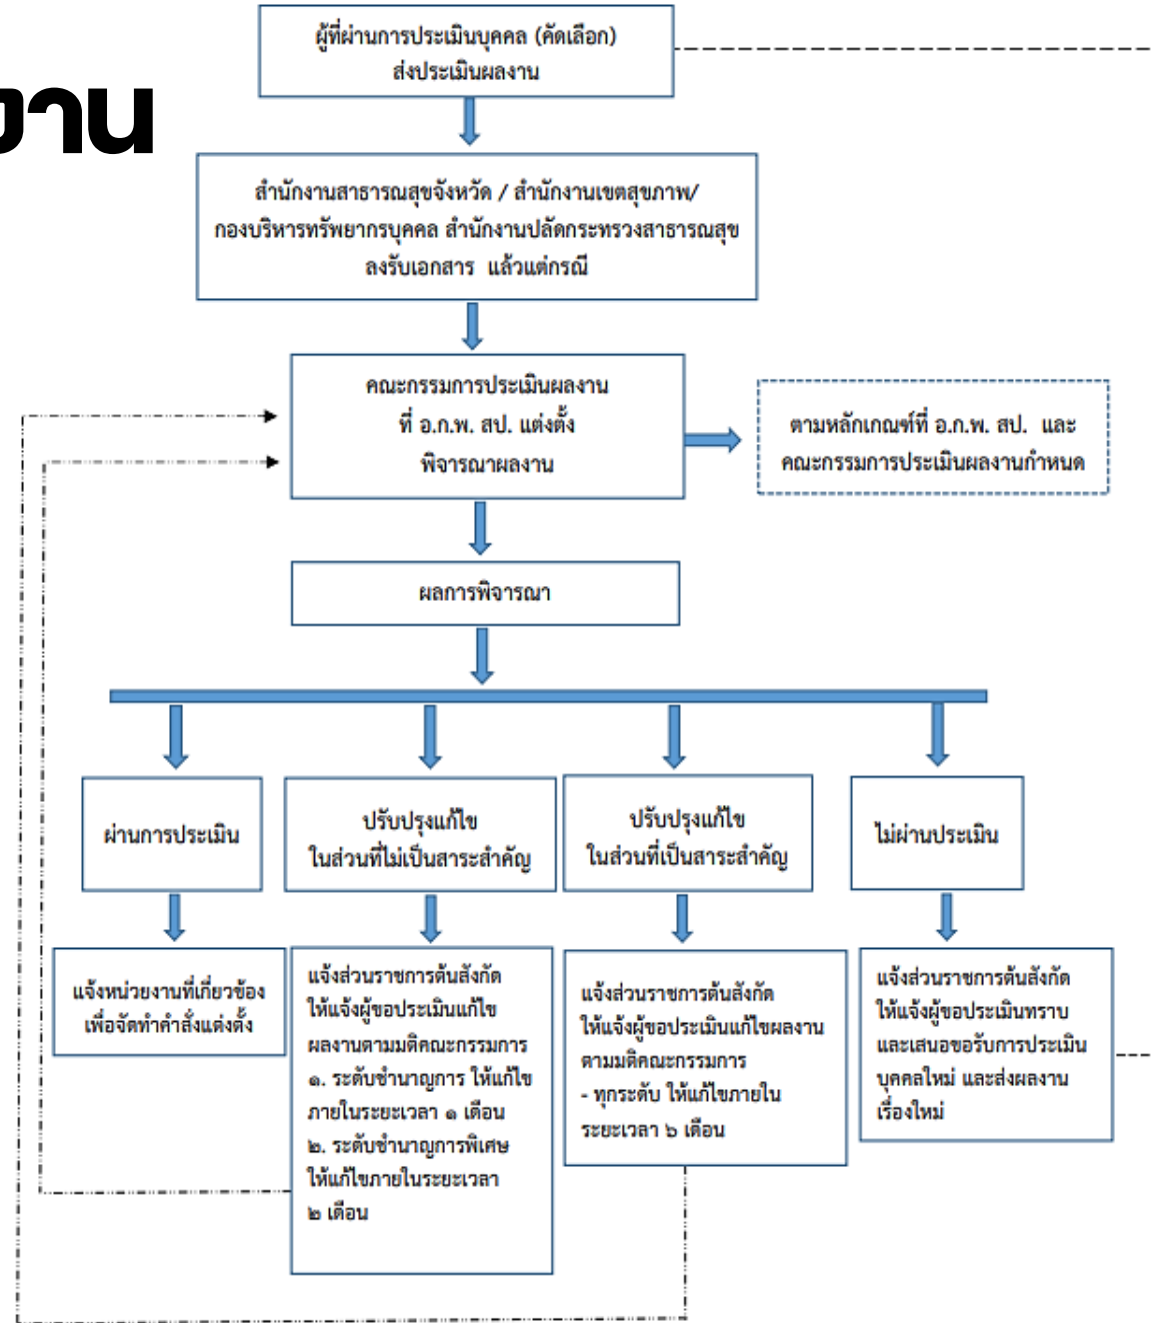 ผู้ที่ผ่านการประเมินบุคคล (คัดเลือก)
ส่งประเมินผลงาน
งาน
สำนักงานสาธารณสุขจังหวัด / สำนักงานเขตสุขภาพ/
กองบริหารทรัพยากรบุคคล สำนักงานปลัดกระทรวงสาธารณสุข
ลงรับเอกสาร แล้วแต่กรณี
คณะกรรมการประเมินผลงาน
ที่ อ.ก.พ. สป. แต่งตั้ง
พิจารณาผลงาน
ตามหลักเกณฑ์ที่ อ.ก.พ. สป. และ
คณะกรรมการประเมินผลงานกำหนด
ผลการพิจารณา
ผ่านการประเมิน
ปรับปรุงแก้ไข
ในส่วนที่ไม่เป็นสาระสำคัญ
ปรับปรุงแก้ไข
ในส่วนที่เป็นสาระสำคัญ
ไม่ผ่านประเมิน
แจ้งหน่วยงานที่เกี่ยวข้อง
เพื่อจัดทำคำสั่งแต่งตั้ง
แจ้งส่วนราชการต้นสังกัด
ให้แจ้งผู้ขอประเมินแก้ไข
ผลงานตามมติคณะกรรมการ
๑. ระดับชำนาญการ ให้แก้ไข
ภายในระยะเวลา ๑ เดือน
๒. ระดับชำนาญการพิเศษ
ให้แก้ไขภายในระยะเวลา
๒ เดือน
แจ้งส่วนราชการต้นสังกัด
ให้แจ้งผู้ขอประเมินแก้ไขผลงาน
ตามมติคณะกรรมการ
- ทุกระดับ ให้แก้ไขภายใน
ระยะเวลา ๖ เดือน
แจ้งส่วนราชการต้นสังกัด
ให้แจ้งผู้ขอประเมินทราบ
และเสนอขอรับการประเมิน
บุคคลใหม่ และส่งผลงาน
เรื่องใหม่